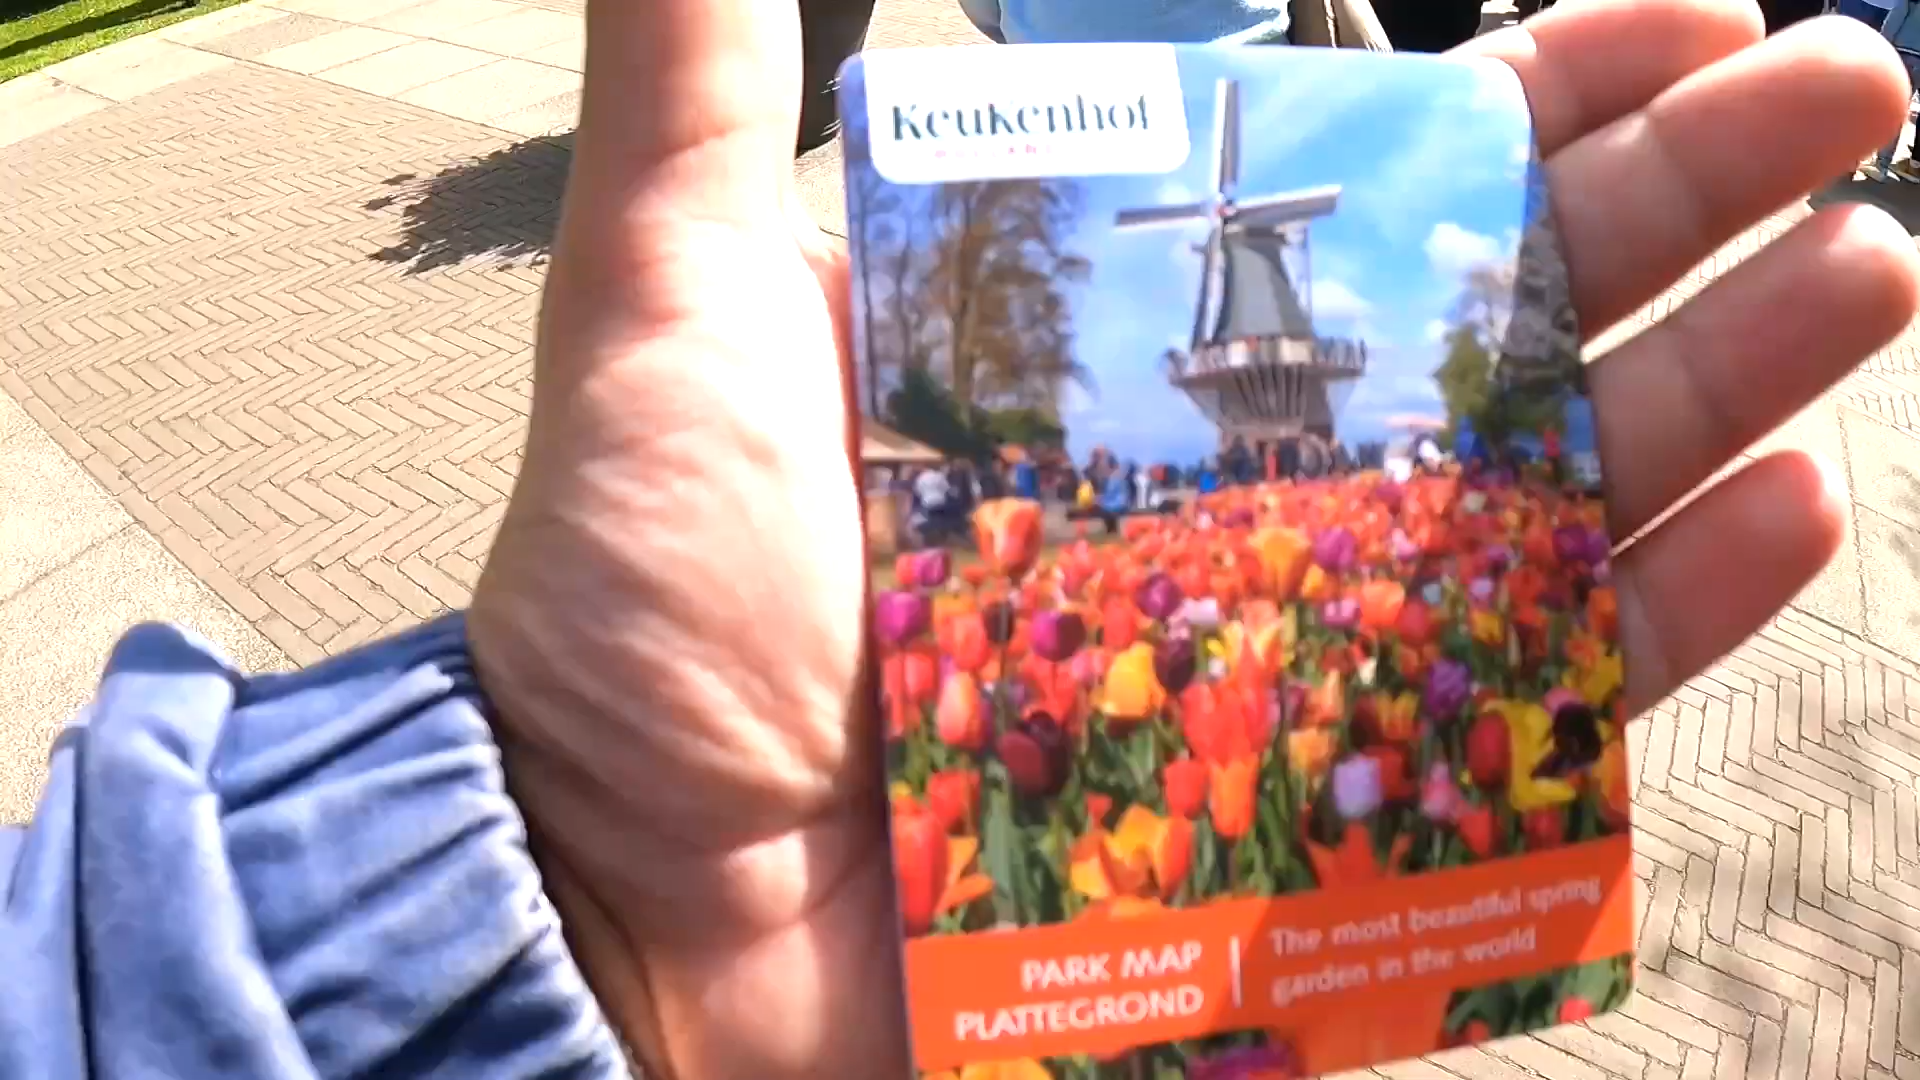 Keukenhof
PARK MAP
PLATTEGROND
The most beautiful spring
garden in the world